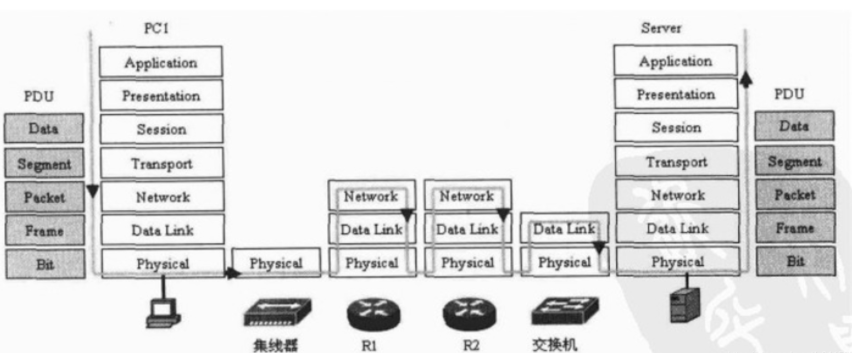 PC1
Server
Application
Application
PDU
Presentation
Presentation
PDU
Data
Session
Session
Data
Segment
Transport
Transport
Segment
Packet
Network
Network
Network
Network
Packet
Frame
Data Link
Data Link
Data Link
Data Link
Data Link
Frame
Bit
Physical
Physical
Physical
Physical
Physical
Physical
Bit
集线器
R1
R2
交换机